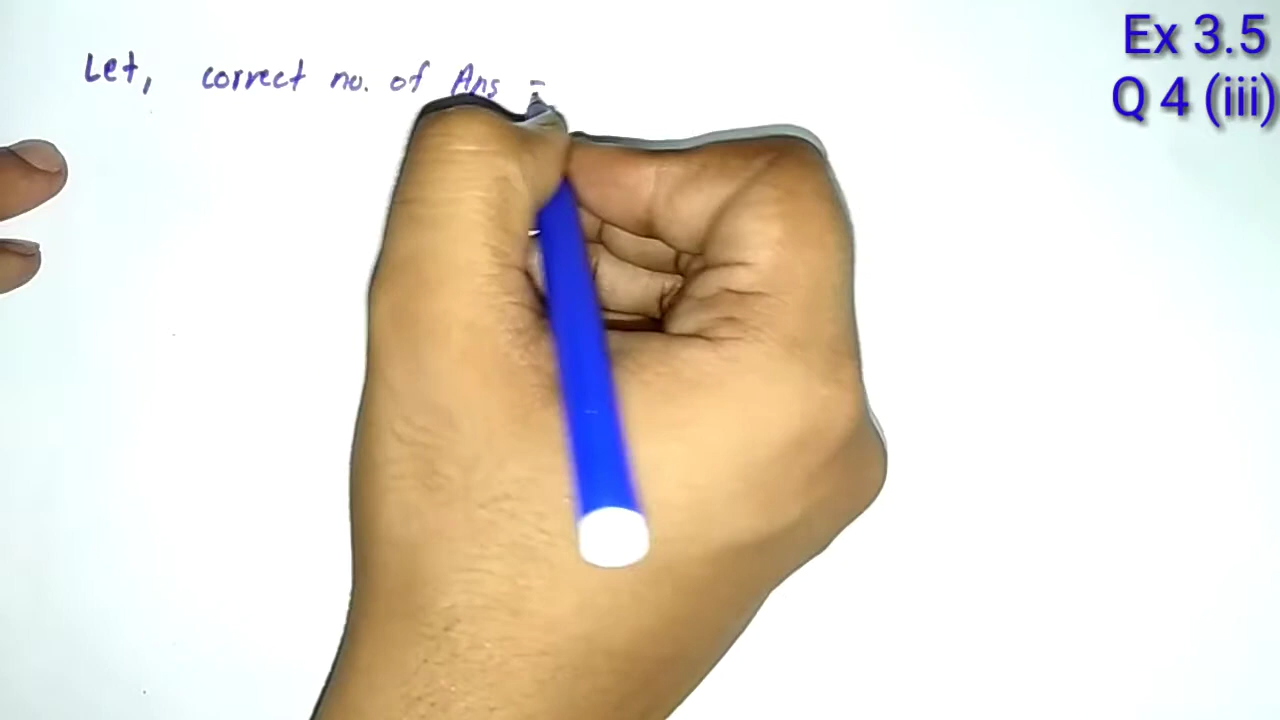 Let, correct no. of Ans =
Ex 3.5
Q 4 (iii)